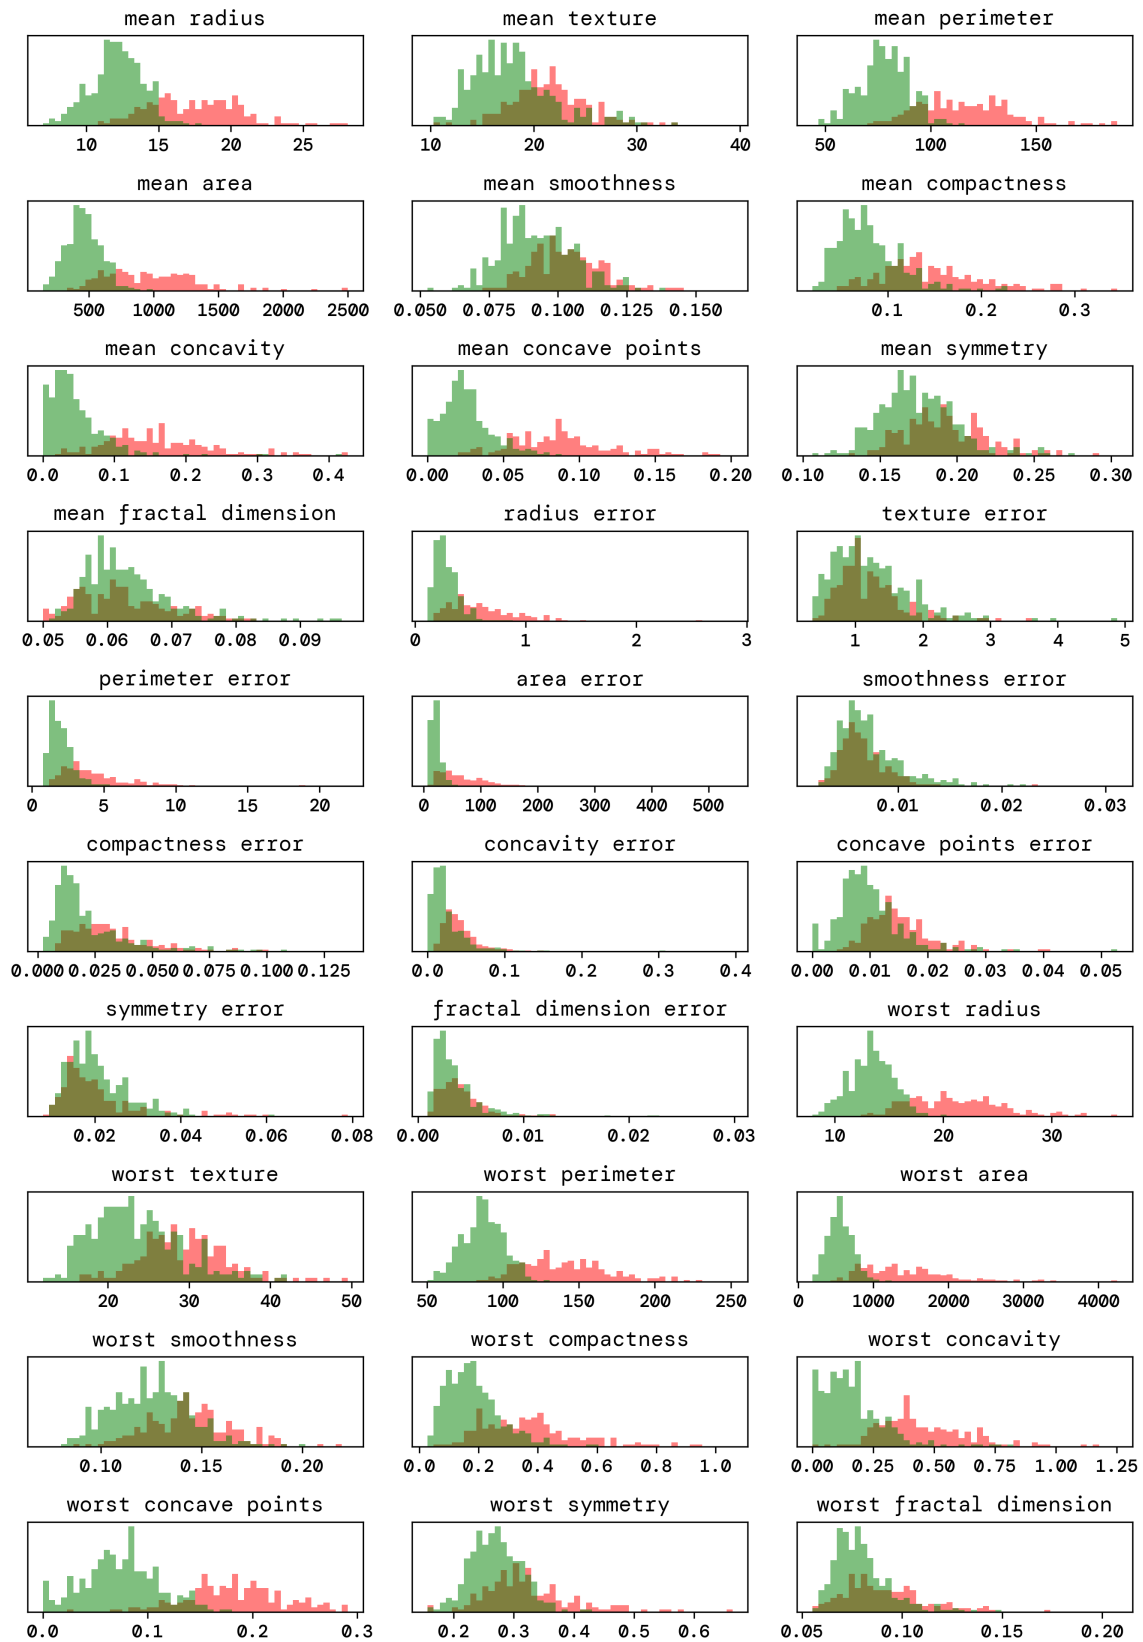 mean radius mean texture mean perimeter
10 15 20 25 10 20 30 40 50 100 150
mean area mean smoothness mean compactness
500 1000 1500 2000 2500 0.050 0.075 0.100 0.125 0.150 0.1 0.2 0.3
mean concavity mean concave points mean symmetry
0.0 0.1 0.2 0.3 0.4 0.00 0.05 0.10 0.15 0.20 0.10 0.15 0.20 0.25 0.30
mean fractal dimension radius error texture error
0.05 0.06 0.07 0.08 0.09 0 1 2 3 1 2 3 4 5
perimeter error area error smoothness error
0 5 10 15 20 0 100 200 300 400 500 0.01 0.02 0.03
compactness error concavity error concave points error
0.000 0.025 0.050 0.075 0.100 0.125 0.0 0.1 0.2 0.3 0.4 0.00 0.01 0.02 0.03 0.04 0.05
symmetry error fractal dimension error worst radius
0.02 0.04 0.06 0.08 0.00 0.01 0.02 0.03 10 20 30
worst texture worst perimeter worst area
20 30 40 50 50 100 150 200 250 0 1000 2000 3000 4000
worst smoothness worst compactness worst concavity
0.10 0.15 0.20 0.0 0.2 0.4 0.6 0.8 1.0 0.00 0.25 0.50 0.75 1.00 1.25
worst concave points worst symmetry worst fractal dimension
0.0 0.1 0.2 0.3 0.2 0.3 0.4 0.5 0.6 0.05 0.10 0.15 0.20